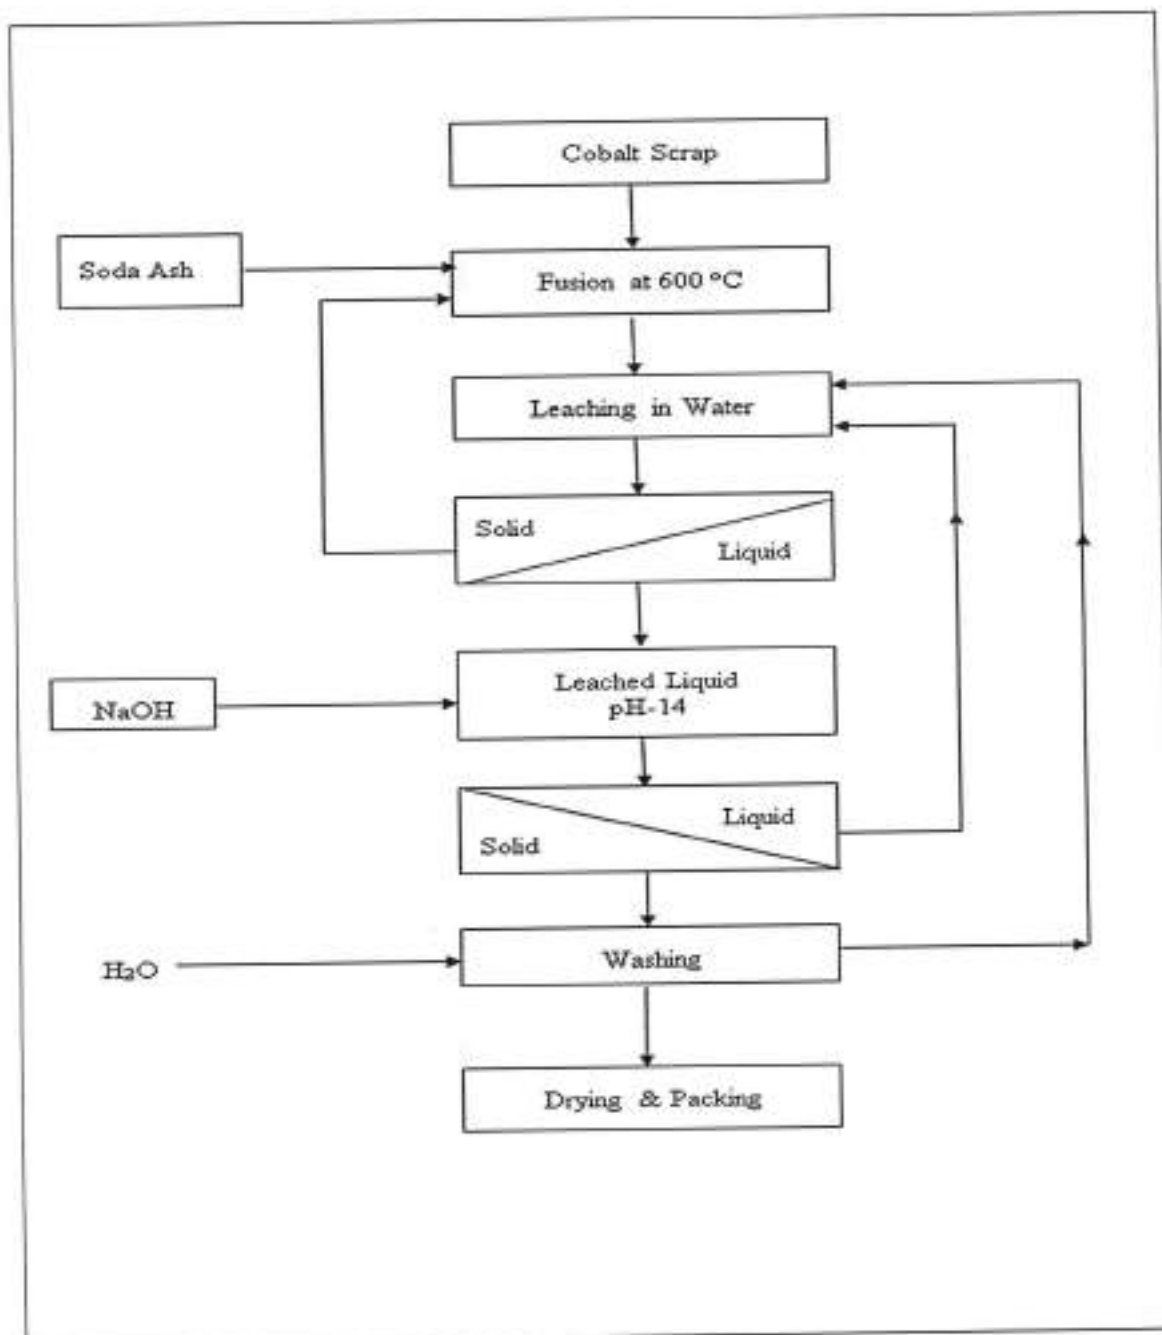 Cobalt Scrap
Soda Ash
Fusion at 600 °C
Leaching in Water
Solid
Liquid
Leached Liquid
pH-14
NaOH
Liquid
Solid
H₂O
Washing
Drying & Packing